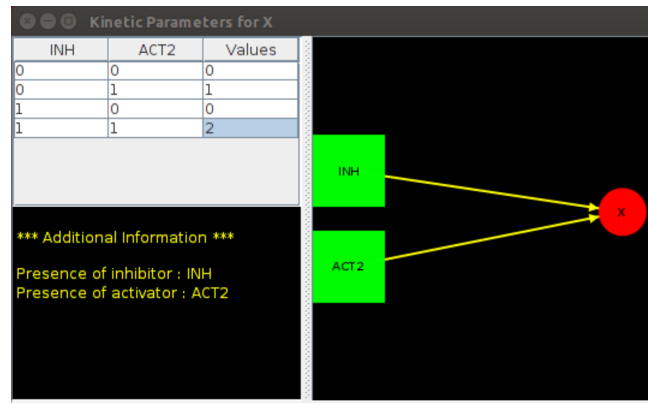 Kinetic Parameters for X
INH ACT2 Values
0 0 0
0 1 1
1 0 0
1 1 2
*** Additional Information ***
Presence of inhibitor : INH
Presence of activator : ACT2
INH
X
ACT2